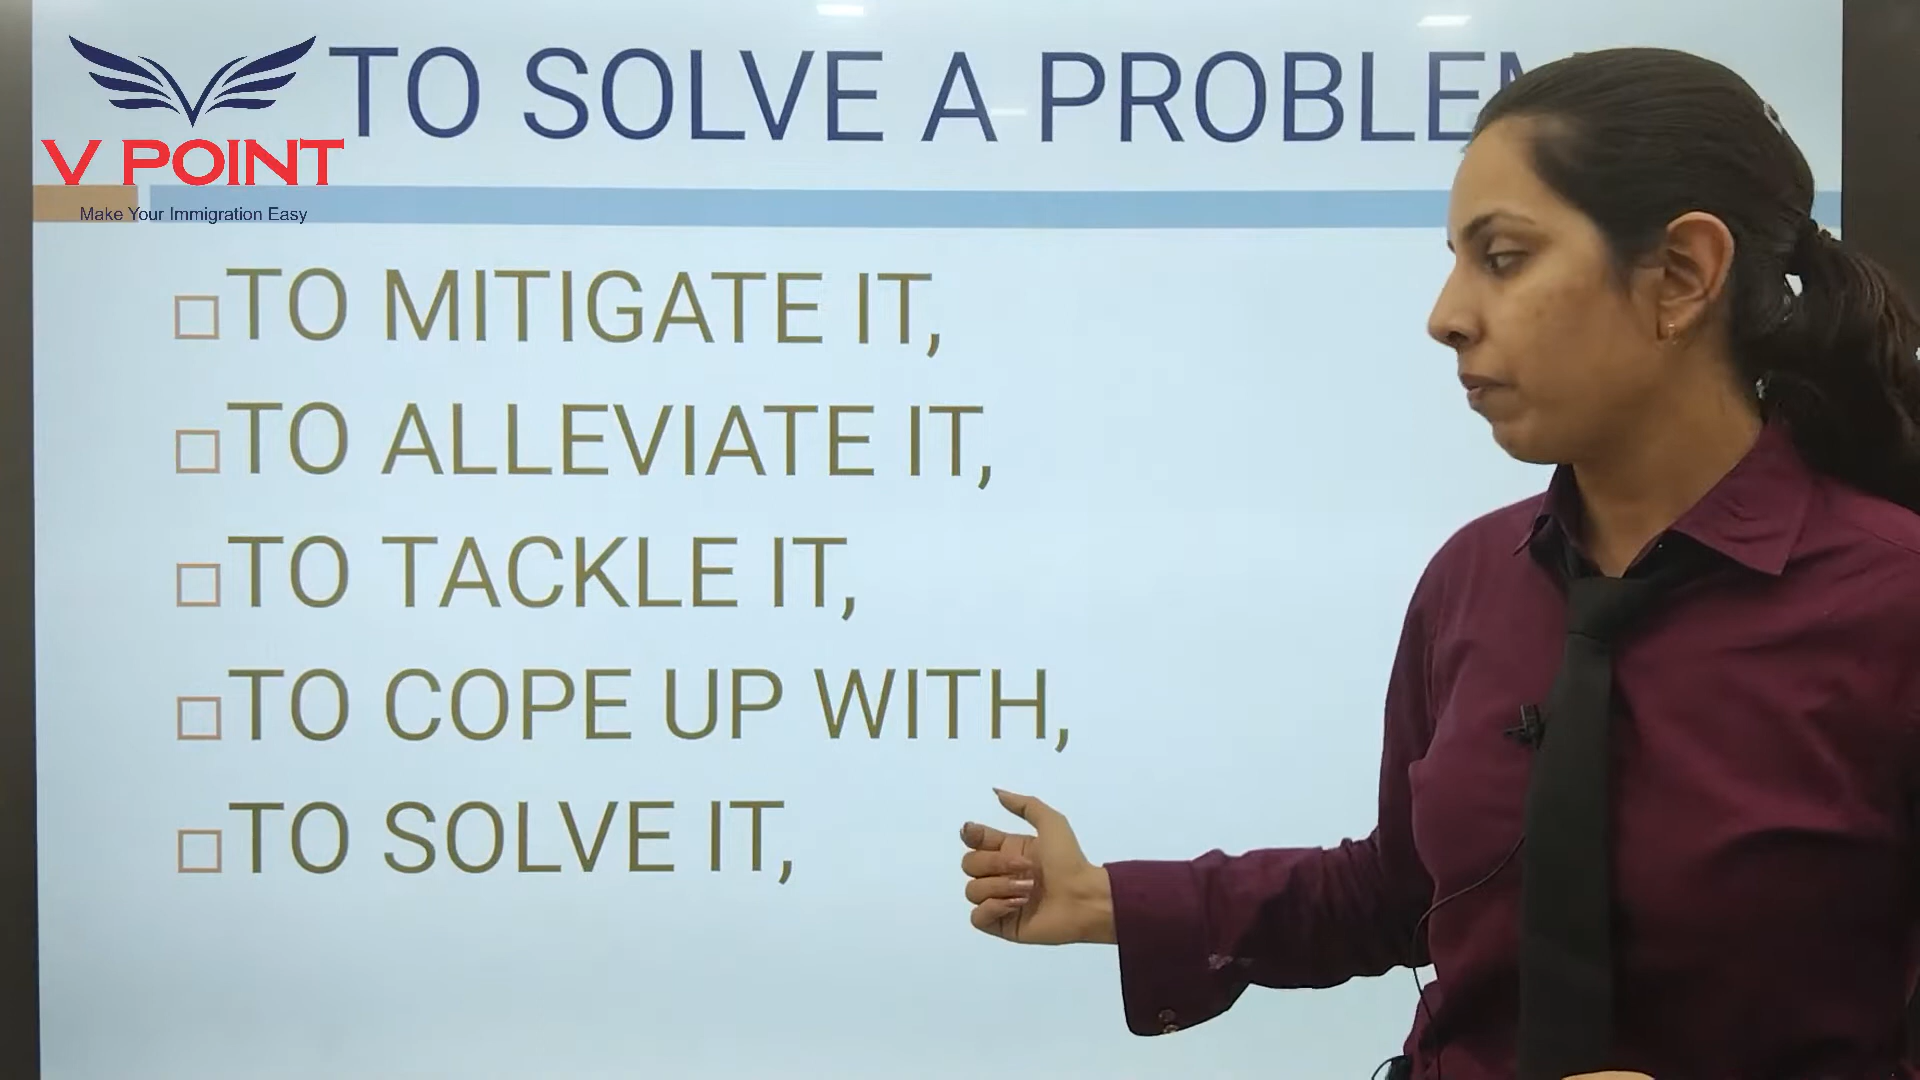 TO SOLVE A PROBLEM
V POINT
Make Your Immigration Easy
TO MITIGATE IT,
TO ALLEVIATE IT,
TO TACKLE IT,
TO COPE UP WITH,
TO SOLVE IT,